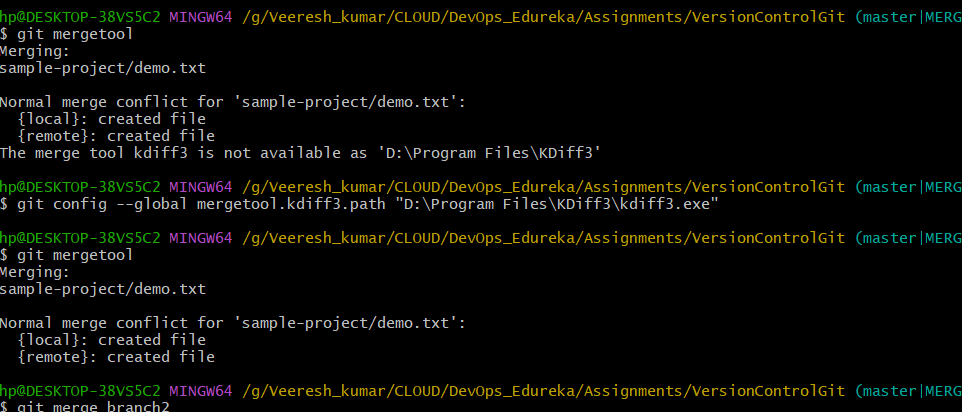 hp@DESKTOP-38VS5C2 MINGW64 /g/Veeresh_kumar/CLOUD/DevOps_Edureka/Assignments/VersionControlGit (master|MERG
$ git mergetool
Merging:
sample-project/demo.txt

Normal merge conflict for 'sample-project/demo.txt':
  {local}: created file
  {remote}: created file
The merge tool kdiff3 is not available as 'D:\Program Files\KDiff3'

hp@DESKTOP-38VS5C2 MINGW64 /g/Veeresh_kumar/CLOUD/DevOps_Edureka/Assignments/VersionControlGit (master|MERG
$ git config --global mergetool.kdiff3.path "D:\Program Files\KDiff3\kdiff3.exe"

hp@DESKTOP-38VS5C2 MINGW64 /g/Veeresh_kumar/CLOUD/DevOps_Edureka/Assignments/VersionControlGit (master|MERG
$ git mergetool
Merging:
sample-project/demo.txt

Normal merge conflict for 'sample-project/demo.txt':
  {local}: created file
  {remote}: created file

hp@DESKTOP-38VS5C2 MINGW64 /g/Veeresh_kumar/CLOUD/DevOps_Edureka/Assignments/VersionControlGit (master|MERG
$ git merge branch2